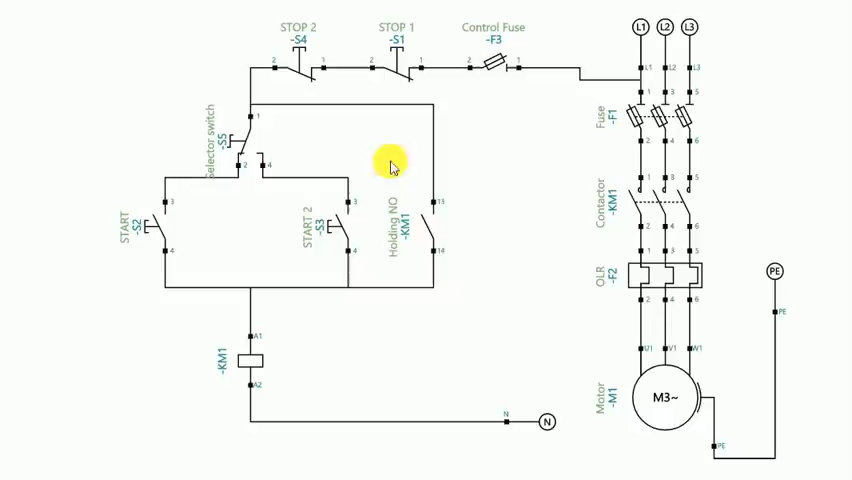 STOP 2
-S4
STOP 1
-S1
Control Fuse
-F3
L1 L2 L3
2 1 2 1 2 1
L1 L2 L3
1 3 5
Fuse
-F1
2 4 6
Selector switch
-S5
1
2 4
START
-S2
3
4
START 2
-S3
3
4
Holding NO
-KM1
13
14
Contactor
-KM1
1 5
2 4 6
OLR
-F2
1 3 5
2 4 6
PE
PE
-KM1
A1
A2
U1 V1 W1
Motor
-M1
M3~
N
N
PE